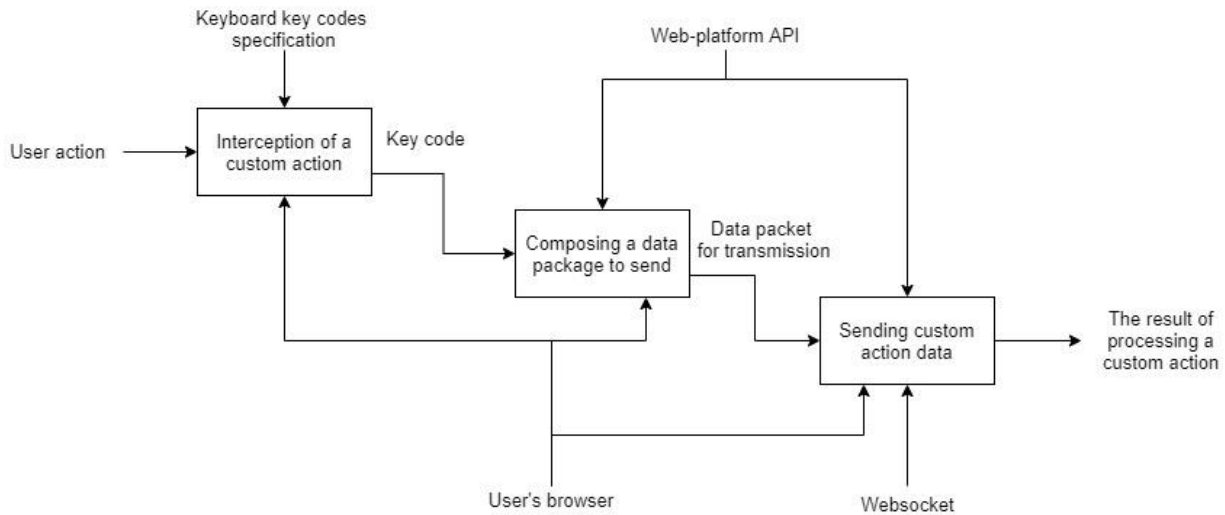 Keyboard key codes
specification
Web-platform API
User action
Interception of a
custom action
Key code
Composing a data
package to send
Data packet
for transmission
Sending custom
action data
The result of
processing a
custom action
User's browser
Websocket